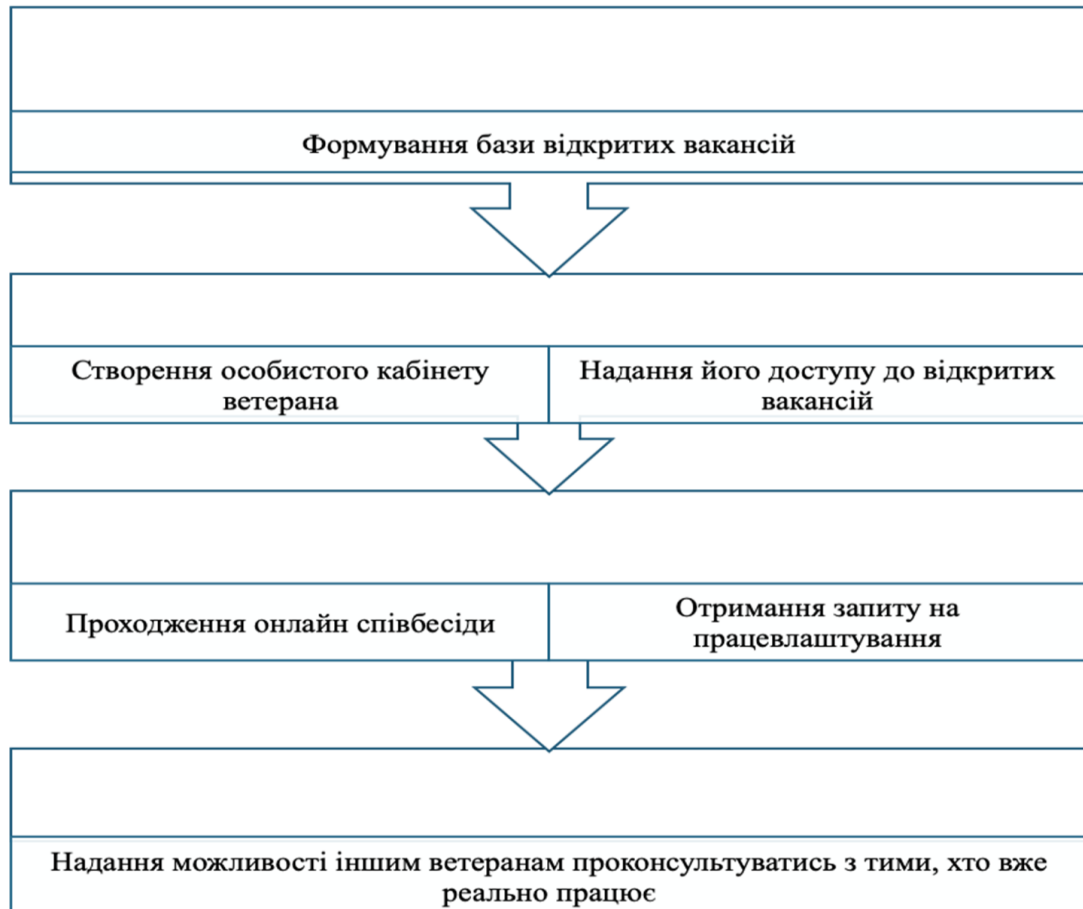 Формування бази відкритих вакансій
Створення особистого кабінету
ветерана
Надання його доступу до відкритих
вакансій
Проходження онлайн співбесіди
Отримання запиту на
працевлаштування
Надання можливості іншим ветеранам проконсультуватись з тими, хто вже
реально працює